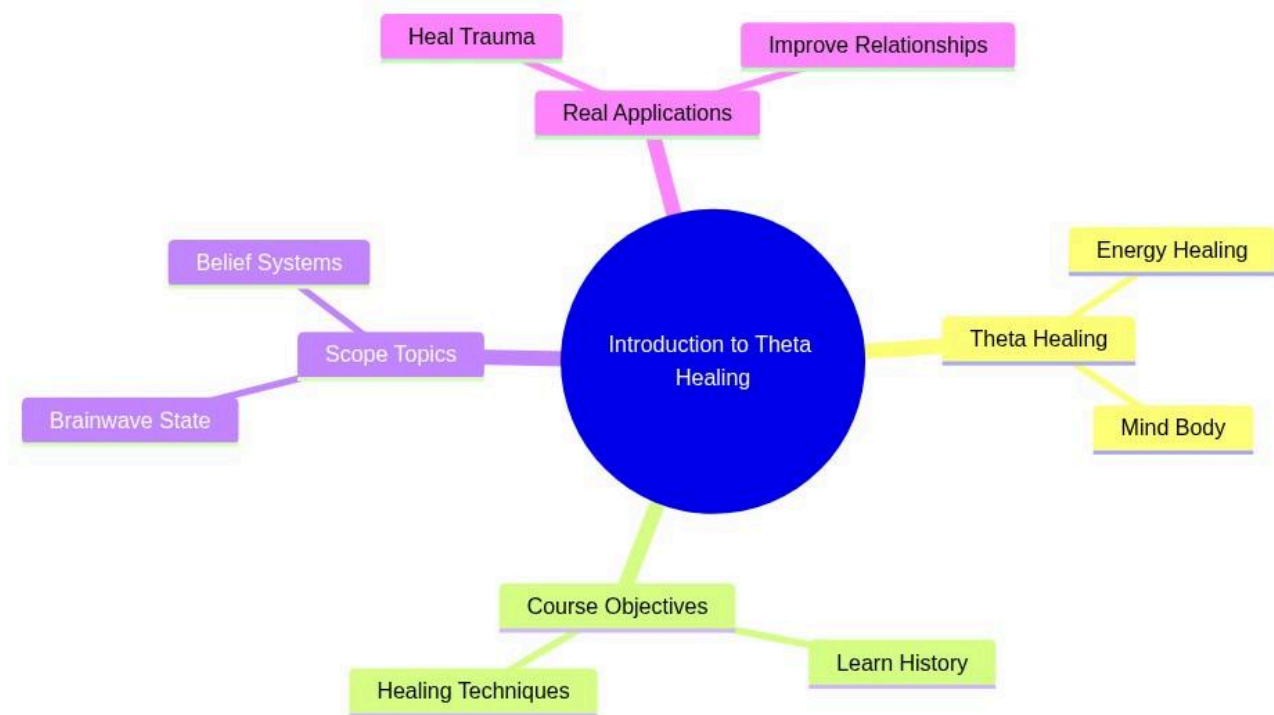 Heal Trauma
Improve Relationships
Real Applications
Belief Systems
Energy Healing
Scope Topics
Introduction to Theta
Healing
Theta Healing
Brainwave State
Mind Body
Course Objectives
Learn History
Healing Techniques